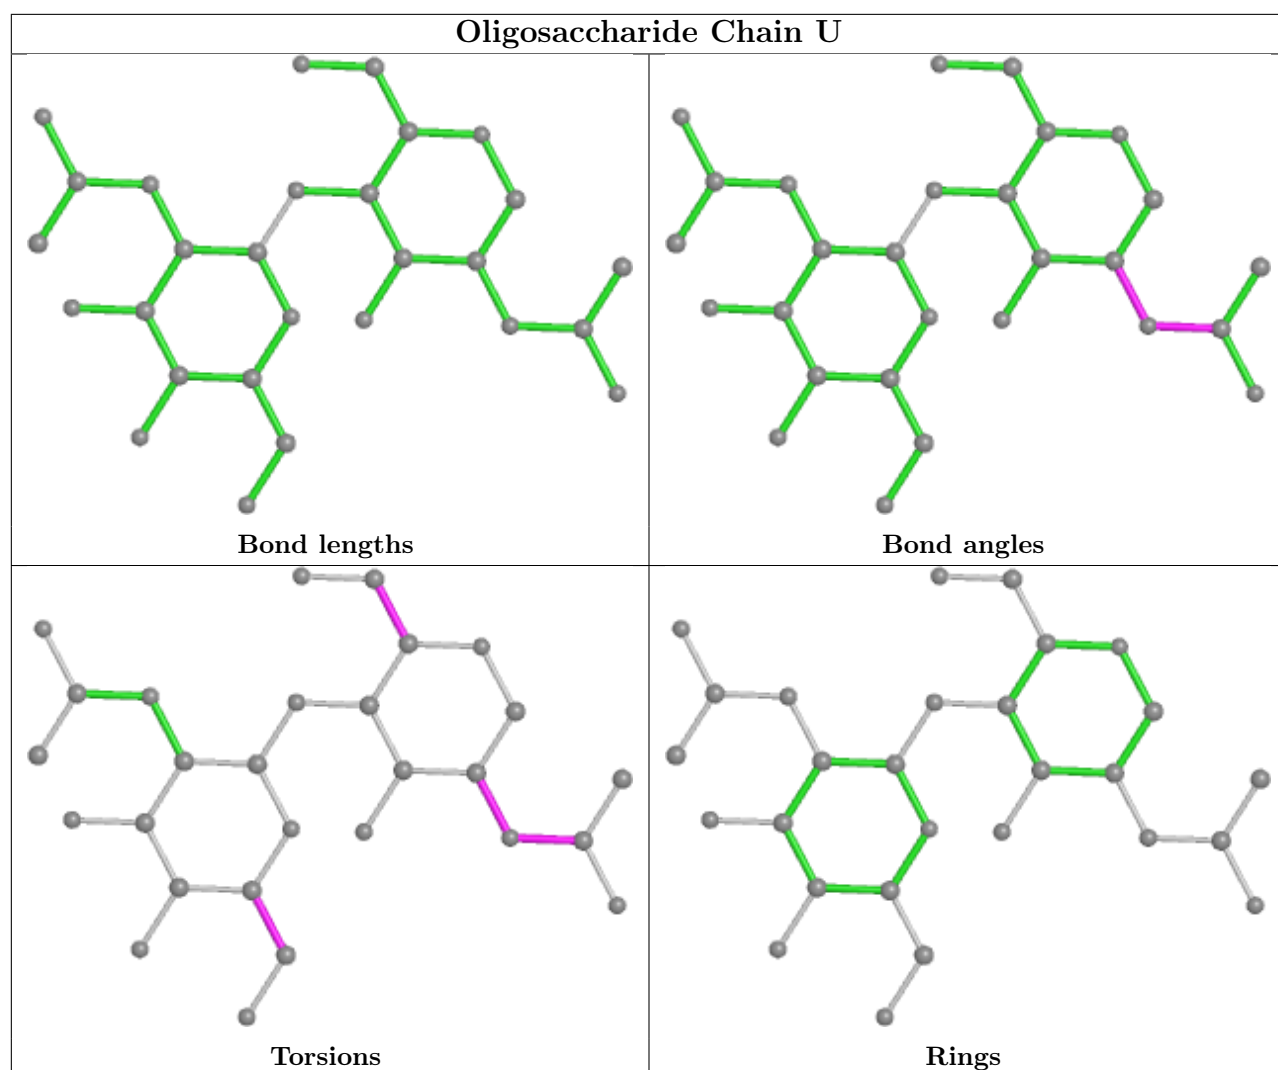 Oligosaccharide Chain U
Bond lengths
Bond angles
Torsions
Rings